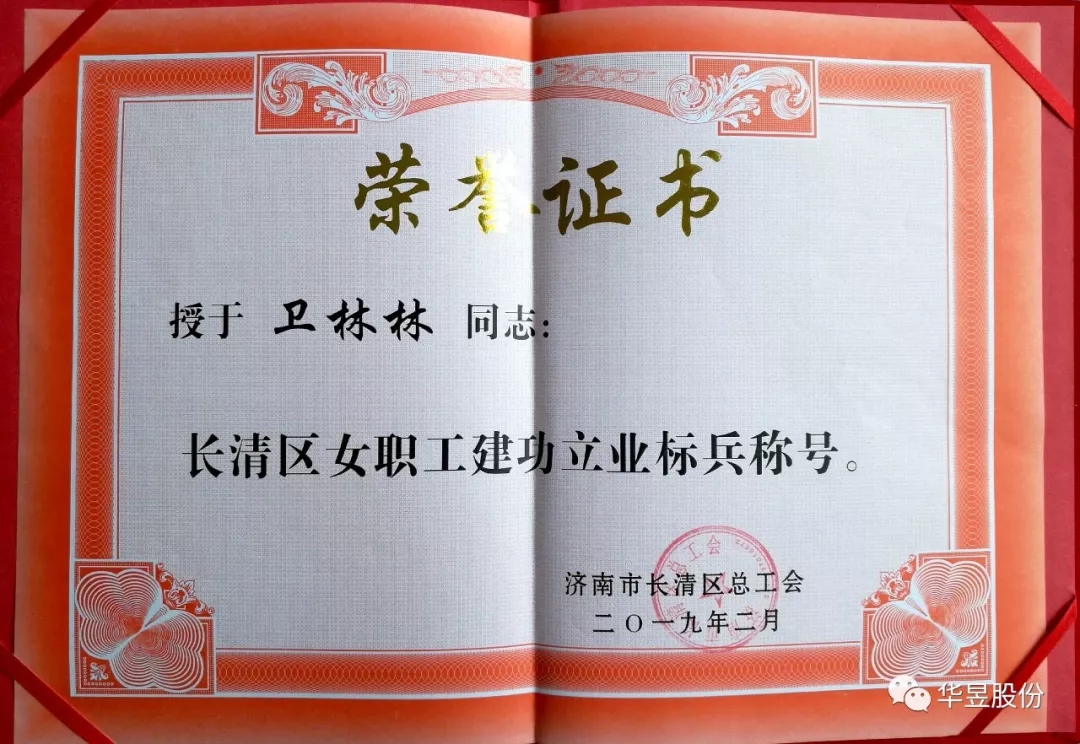 荣誉证书
授于 卫林林 同志：
长清区女职工建功立业标兵称号。
济南市长清区总工会
二〇一九年二月
华昱股份